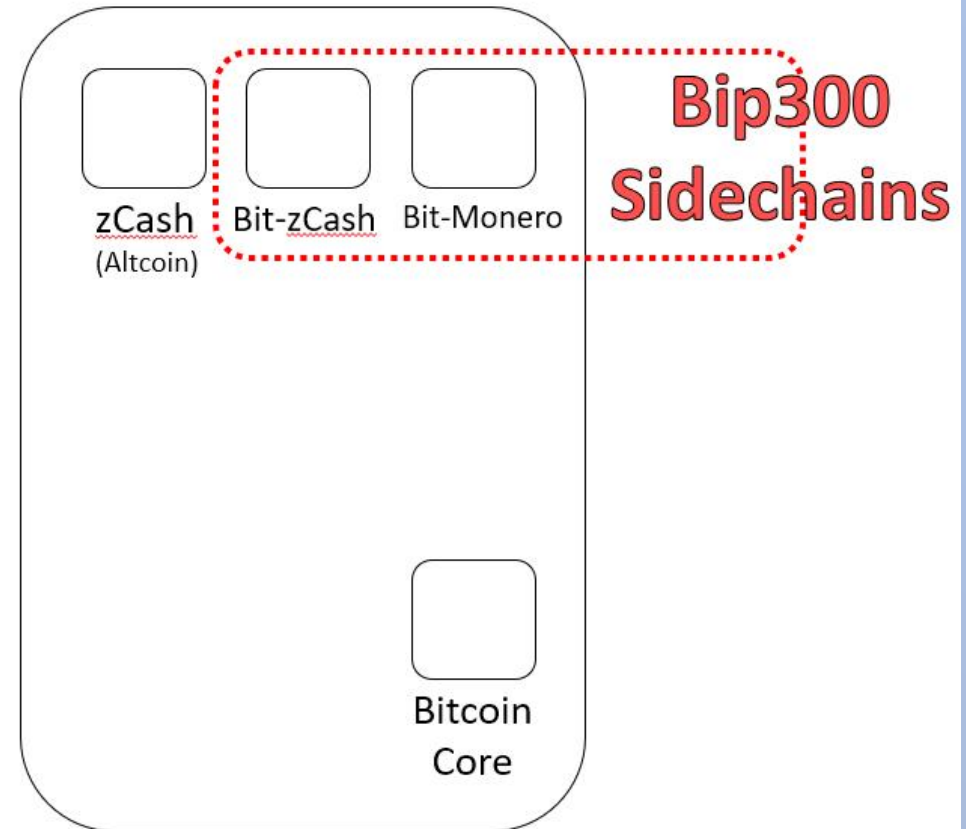 Bip300
Sidechains
zCash
(Altcoin)
Bit-zCash
Bit-Monero
Bitcoin
Core